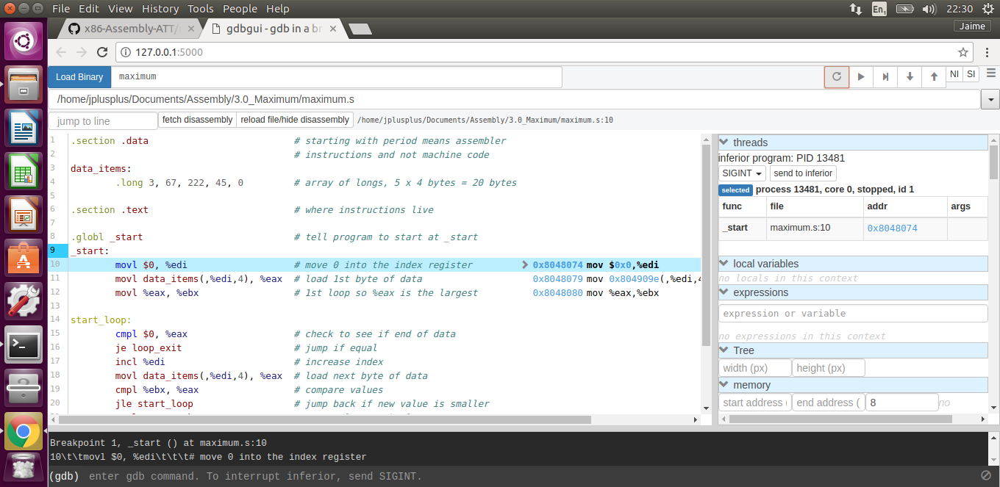 File Edit View History Tools People Help
En1 22:30
x86-Assembly-ATT/ gdbgui - gdb in a br Jaime
127.0.0.1:5000
Load Binary maximum NI SI
/home/jplusplus/Documents/Assembly/3.0_Maximum/maximum.s
jump to line fetch disassembly reload file/hide disassembly /home/jplusplus/Documents/Assembly/3.0_Maximum/maximum.s:10
1 .section .data # starting with period means assembler
2 # instructions and not machine code
3 data_items:
4 .long 3, 67, 222, 45, 0 # array of longs, 5 x 4 bytes = 20 bytes
5
6 .section .text # where instructions live
7
8 .globl _start # tell program to start at _start
9 _start:
10 movl $0, %edi # move 0 into the index register 0x8048074 mov $0x0,%edi
11 movl data_items(,%edi,4), %eax # load 1st byte of data 0x8048079 mov 0x804909e(,%edi,4
12 movl %eax, %ebx # 1st loop so %eax is the largest 0x8048080 mov %eax,%ebx
13
14 start_loop:
15 cmpl $0, %eax # check to see if end of data
16 je loop_exit # jump if equal
17 incl %edi # increase index
18 movl data_items(,%edi,4), %eax # load next byte of data
19 cmpl %ebx, %eax # compare values
20 jle start_loop # jump back if new value is smaller
threads
inferior program: PID 13481
SIGINT send to inferior
selected process 13481, core 0, stopped, id 1
func file addr args
_start maximum.s:10 0x8048074
local variables
no locals in this context
expressions
expression or variable
no expressions in this context
Tree
width (px) height (px)
memory
start address ( end address ( 8 no
Breakpoint 1, _start () at maximum.s:10
10\t\tmovl $0, %edi\t\t\t# move 0 into the index register
(gdb) enter gdb command. To interrupt inferior, send SIGINT.